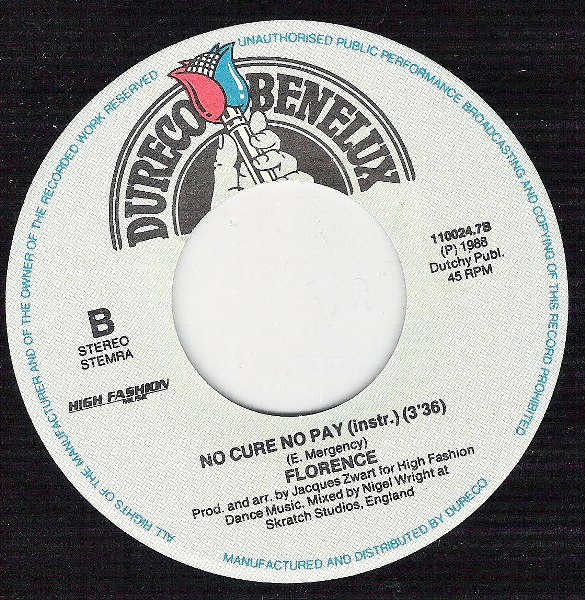 DURECO BENELUX
110024.7B
(P) 1988
Dutchy Publ.
45 RPM
B
STEREO
STEMRA
HIGH FASHION
MUSIC
NO CURE NO PAY (instr.) (3'36)
(E. Mergency)
FLORENCE
Prod. and arr. by Jacques Zwart for High Fashion
Dance Music. Mixed by Nigel Wright at
Skratch Studios, England
ALL RIGHTS OF THE MANUFACTURER AND OF THE OWNER OF THE RECORDED WORK RESERVED
UNAUTHORISED PUBLIC PERFORMANCE BROADCASTING AND COPYING OF THIS RECORD PROHIBITED
MANUFACTURED AND DISTRIBUTED BY DURECO